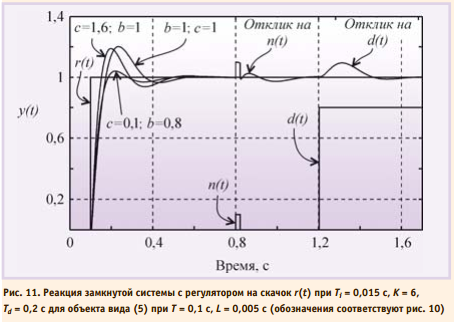 c=1,6; b=1
b=1; c=1
Отклик на n(t)
Отклик на d(t)
r(t)
1
y(t)
c=0,1; b=0,8
0,6
d(t)
0,2
n(t)
0 0,4 0,8 1,2 1,6
Время, с
Рис. 11. Реакция замкнутой системы с регулятором на скачок r(t) при Ti = 0,015 с, K = 6,
Td = 0,2 с для объекта вида (5) при T = 0,1 с, L = 0,005 с (обозначения соответствуют рис. 10)